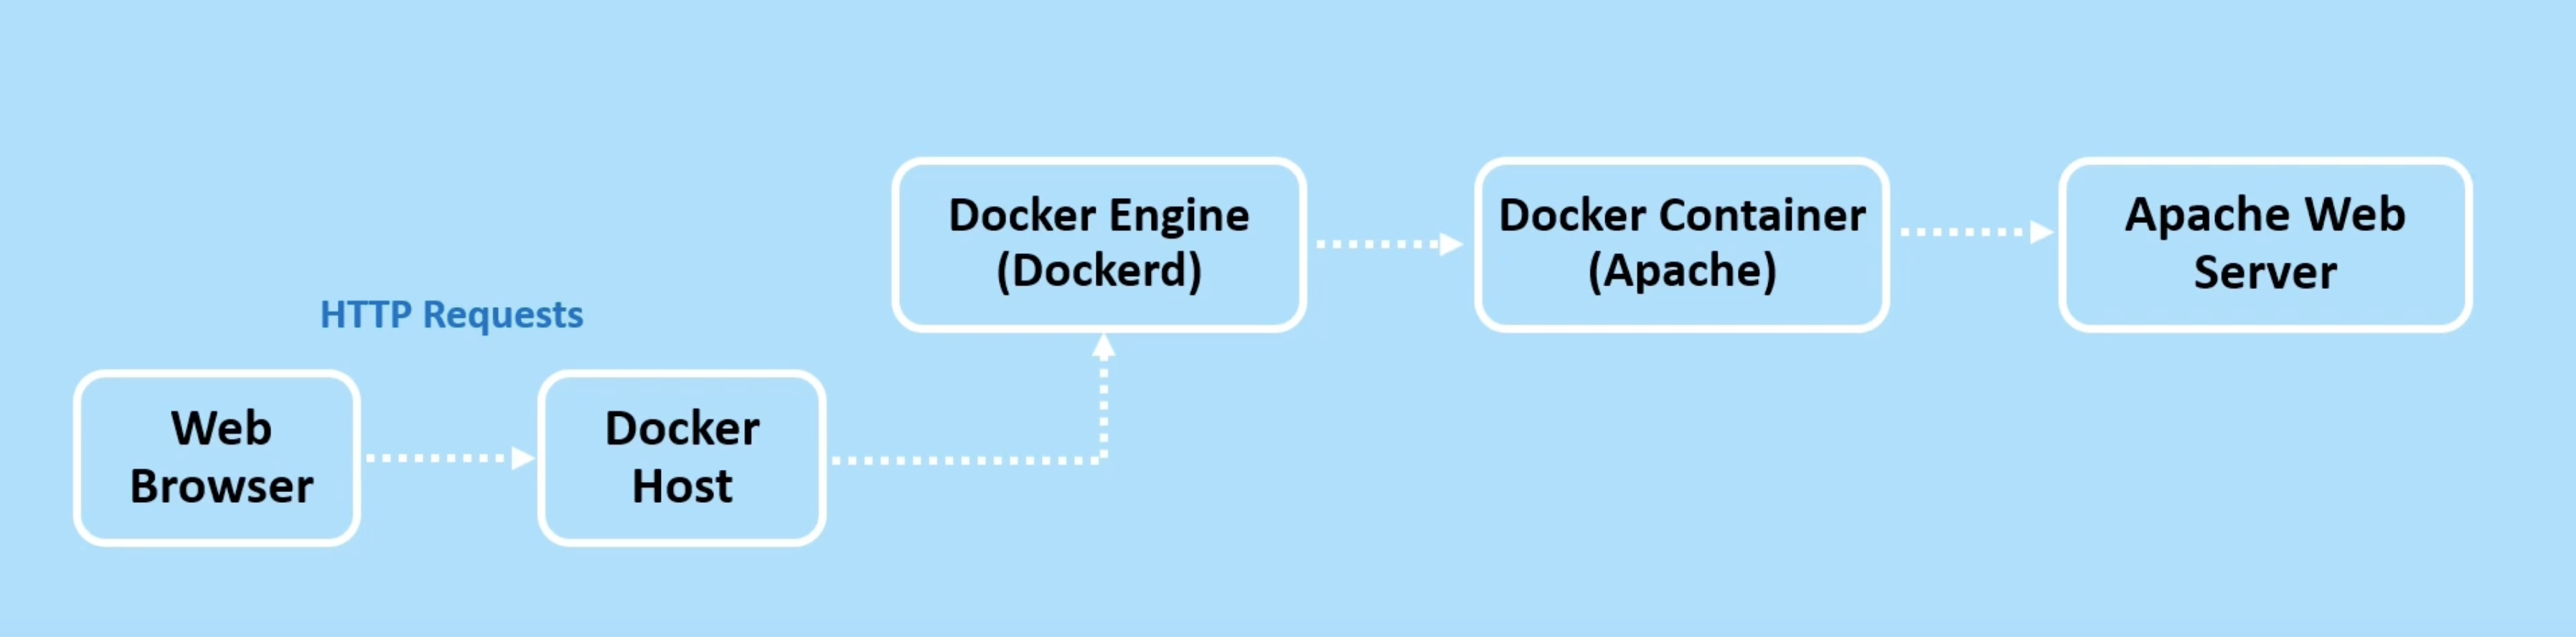 HTTP Requests
Web
Browser
Docker
Host
Docker Engine
(Dockerd)
Docker Container
(Apache)
Apache Web
Server